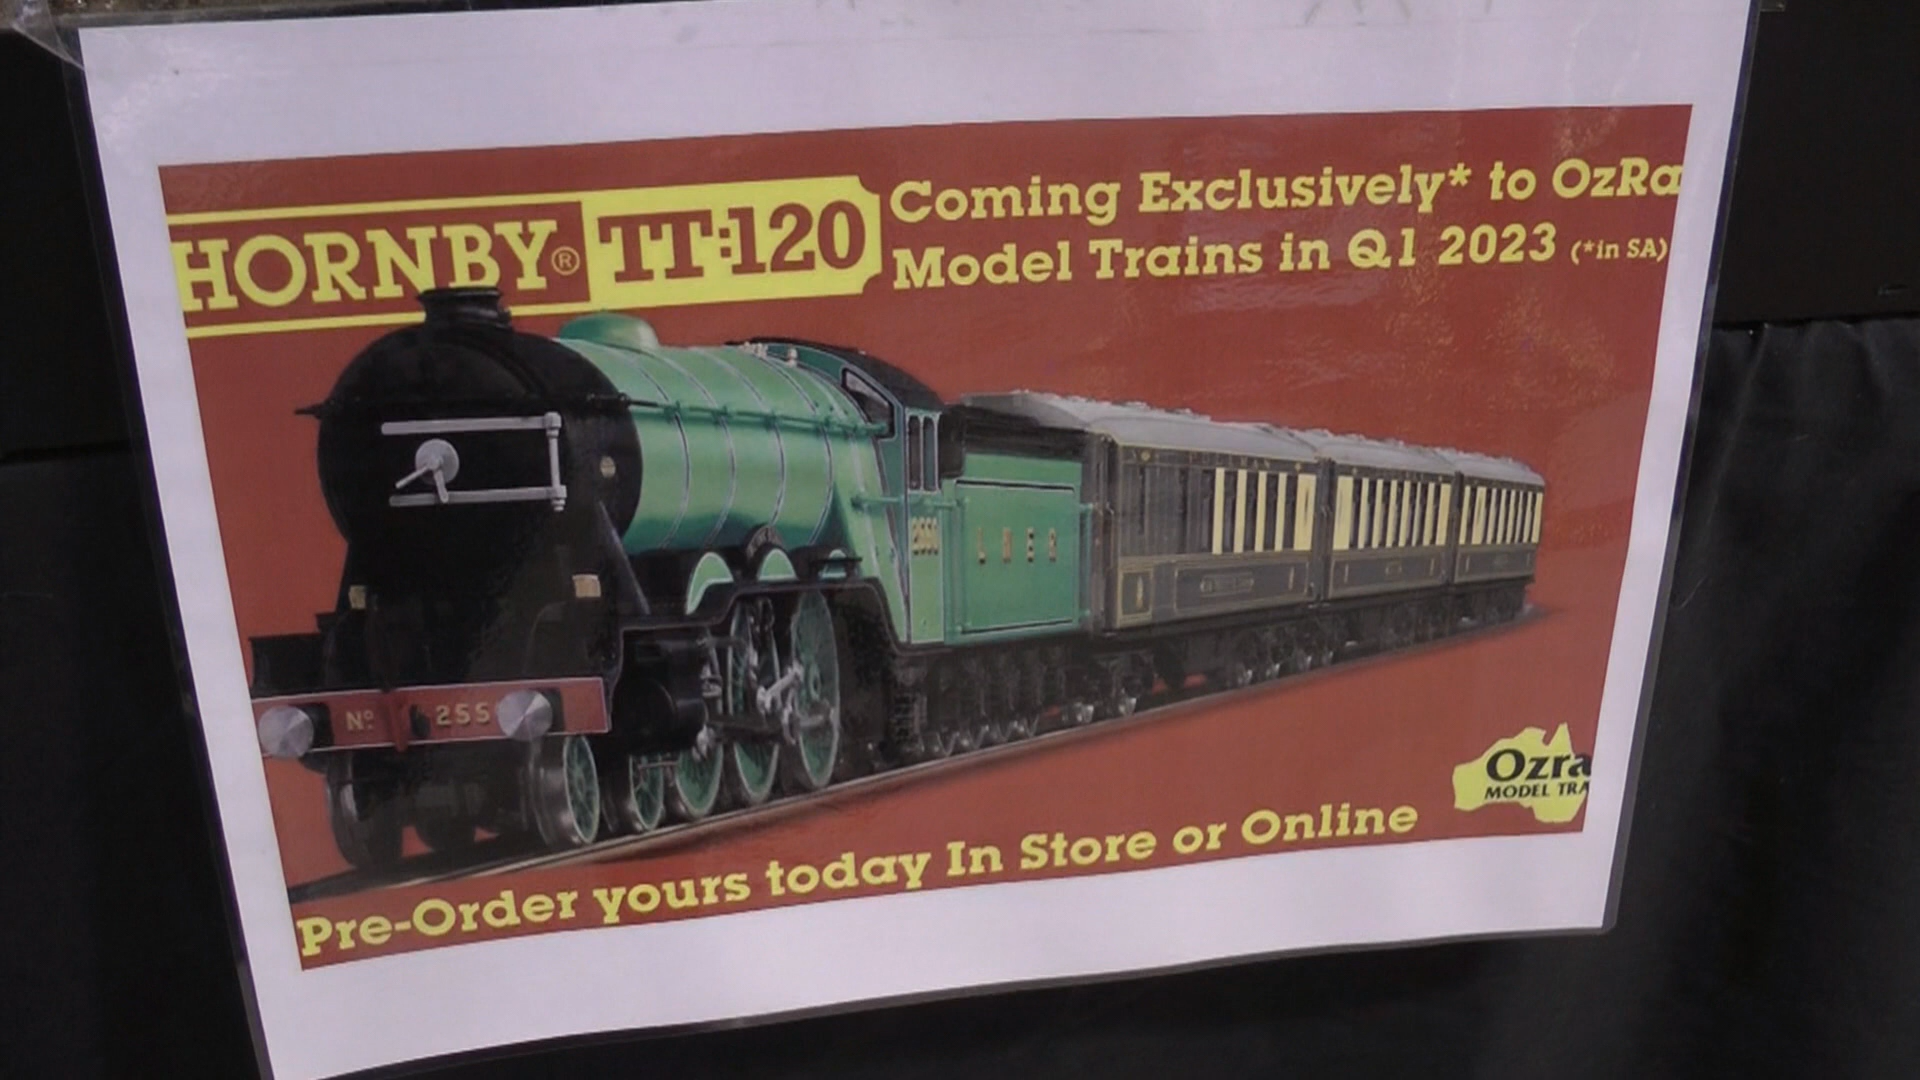 HORNBY® TT:120
Coming Exclusively* to OzRa
Model Trains in Q1 2023 (*in SA)
2550
L N E R
Nº 255
Ozra
MODEL TRA
Pre-Order yours today In Store or Online